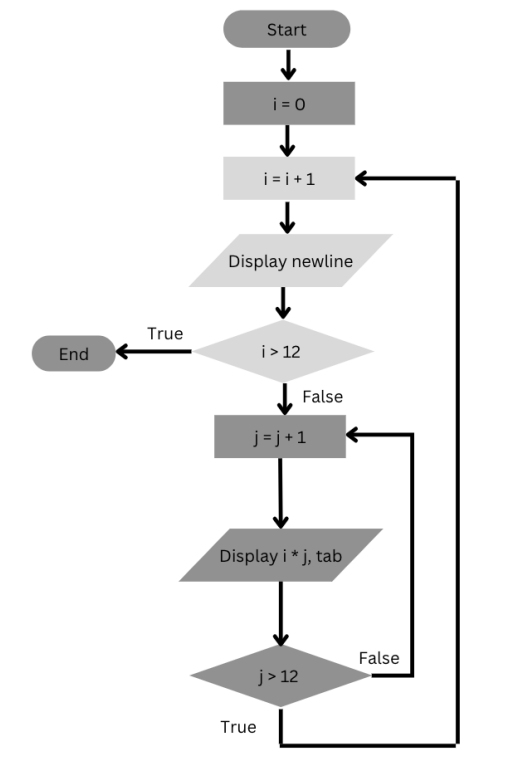 Start
i = 0
i = i + 1
Display newline
True
i > 12
End
False
j = j + 1
Display i * j, tab
False
j > 12
True